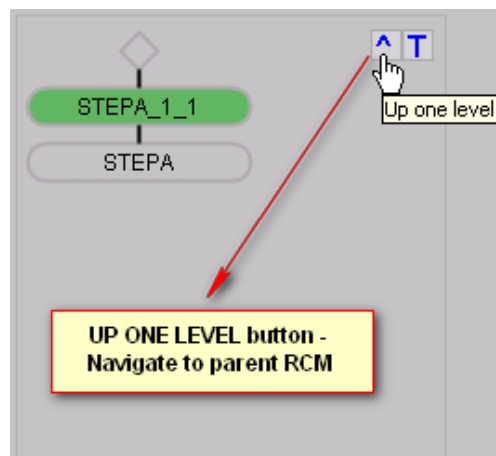 ^ T
STEPA_1_1
Up one level
STEPA
UP ONE LEVEL button -
Navigate to parent RCM